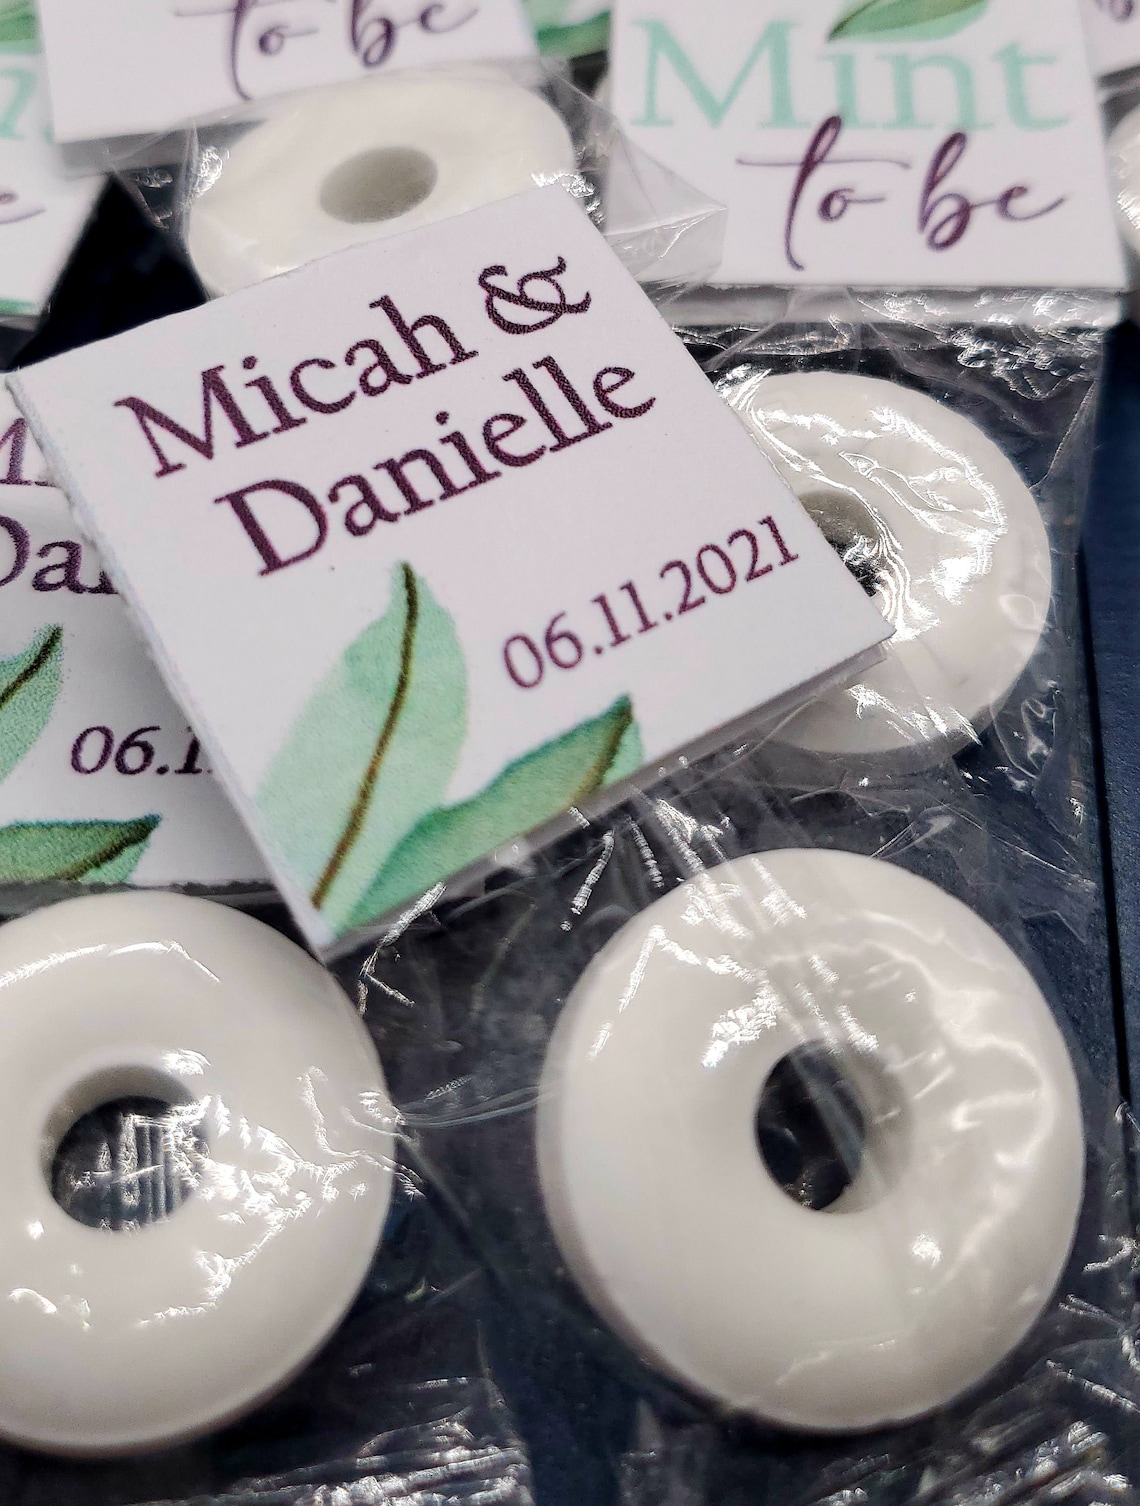 to be
Mint
to be
Micah &
Danielle
06.11.2021
06.1